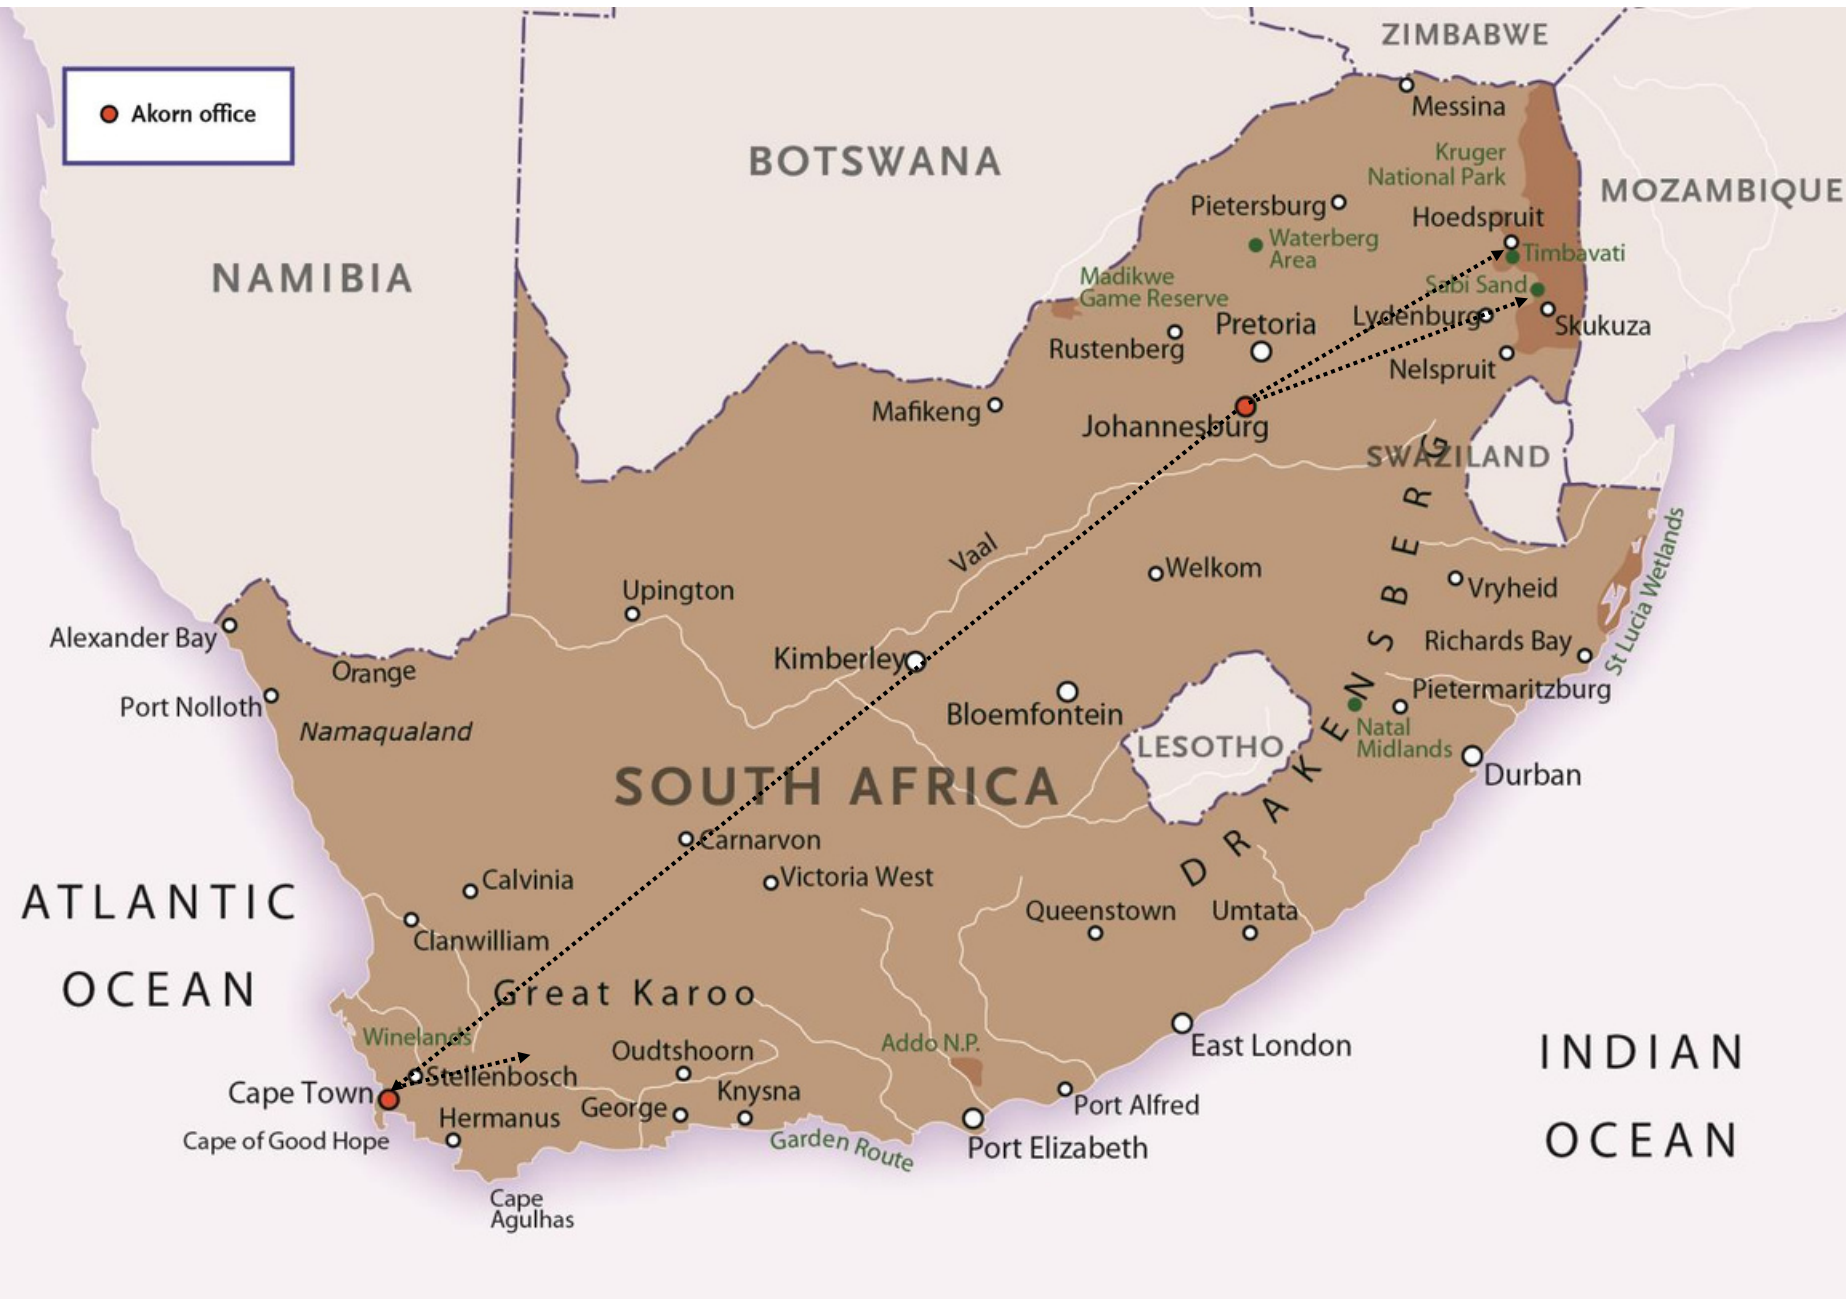 ZIMBABWE
Akorn office
Messina
BOTSWANA
Kruger
National Park
MOZAMBIQUE
Pietersburg
Hoedspruit
Waterberg
Area
Timbavati
NAMIBIA
Madikwe
Game Reserve
Sabi Sand
Pretoria
Lydenburg
Skukuza
Rustenberg
Nelspruit
Mafikeng
Johannesburg
SWAZILAND
DRAKENSBERG
St Lucia Wetlands
Vaal
Welkom
Upington
Vryheid
Alexander Bay
Richards Bay
Kimberley
Orange
Pietermaritzburg
Port Nolloth
Bloemfontein
Namaqualand
Natal
Midlands
LESOTHO
Durban
SOUTH AFRICA
Carnarvon
Calvinia
Victoria West
ATLANTIC
OCEAN
Queenstown
Umtata
Clanwilliam
Great Karoo
Winelands
Oudtshoorn
Addo N.P.
East London
INDIAN
OCEAN
Stellenbosch
Cape Town
Knysna
George
Port Alfred
Hermanus
Cape of Good Hope
Garden Route
Port Elizabeth
Cape
Agulhas